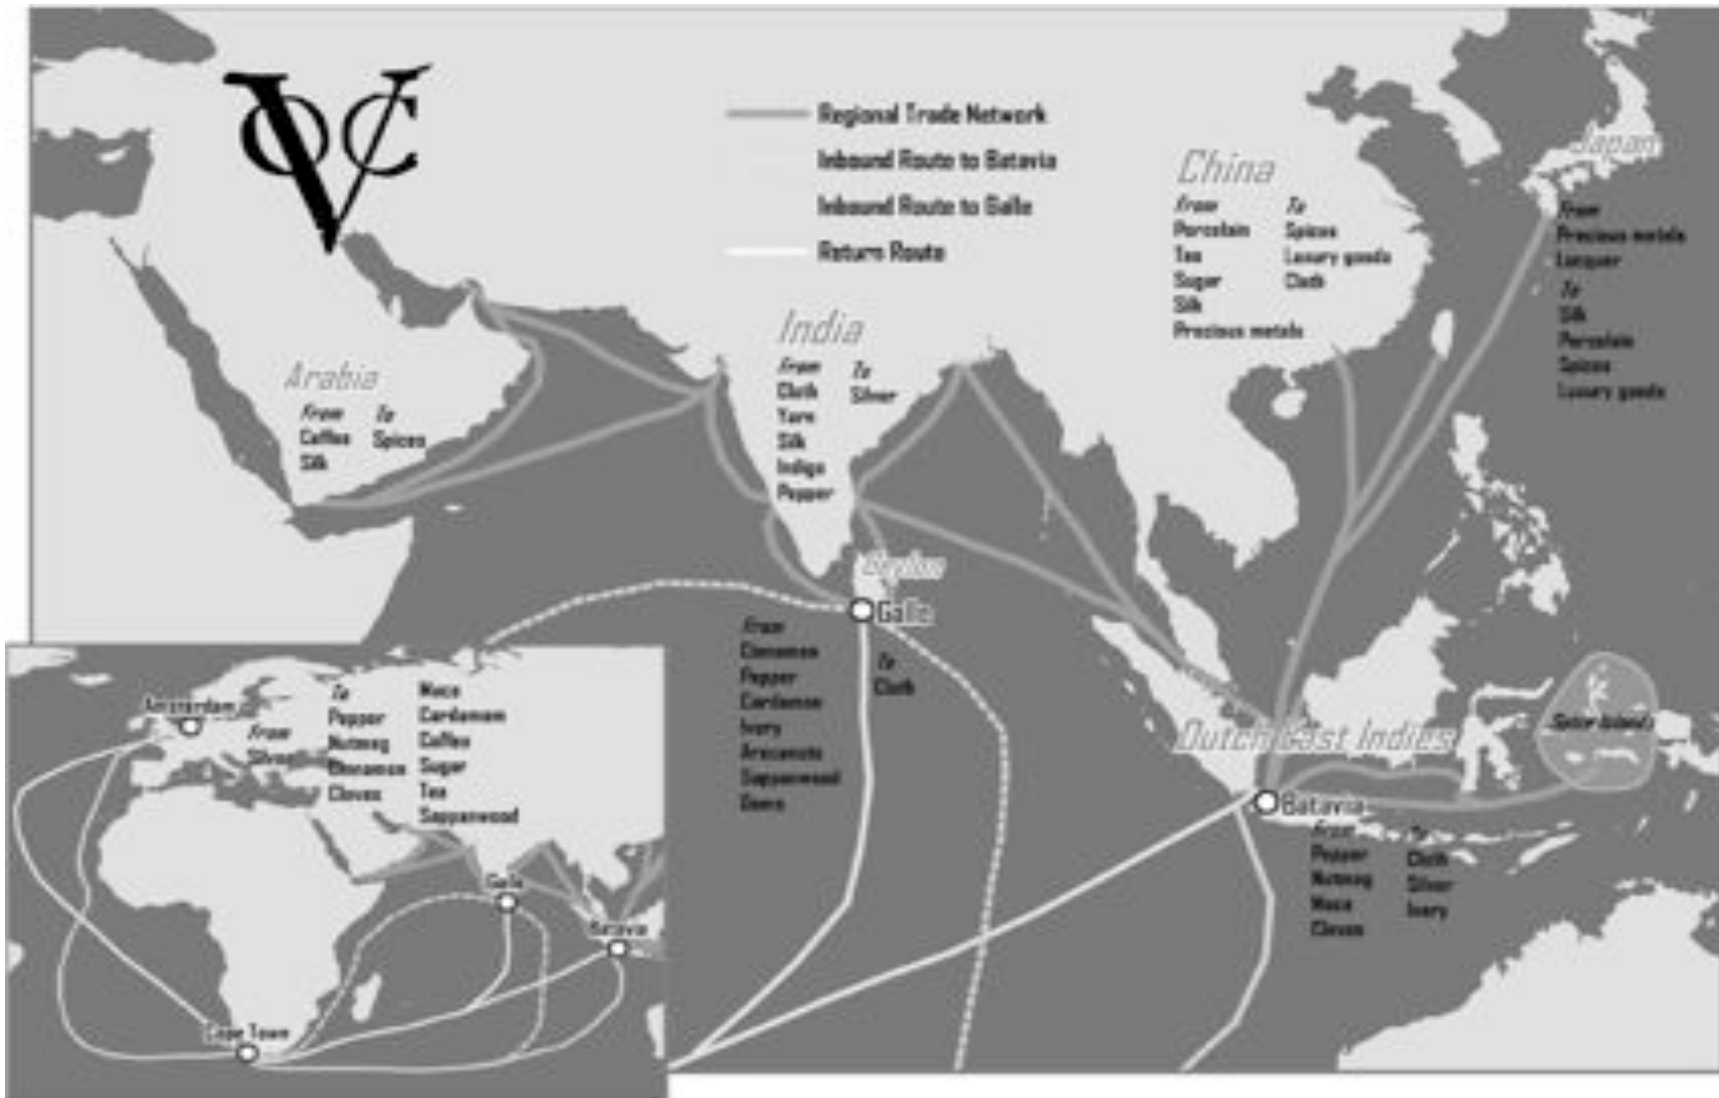 VOC
Regional Trade Network
Inbound Route to Batavia
Inbound Route to Galle
Return Route
China
From
Porcelain
Tea
Sugar
Silk
Precious metals
To
Spices
Luxury goods
Cloth
Japan
From
Precious metals
Lacquer
To
Silk
Porcelain
Spices
Luxury goods
India
From
Cloth
Yarn
Silk
Indigo
Pepper
To
Silver
Arabia
From
Coffee
Silk
To
Spices
Ceylon
Galle
From
Cinnamon
Pepper
Cardamon
Ivory
Arecanuts
Sappanwood
Gems
To
Cloth
Dutch East Indies
Spice Islands
Batavia
From
Pepper
Nutmeg
Mace
Cloves
To
Cloth
Silver
Ivory
Amsterdam
From
Silver
To
Pepper
Nutmeg
Cinnamon
Cloves
Mace
Cardamom
Coffee
Sugar
Tea
Sappanwood
Galle
Batavia
Cape Town